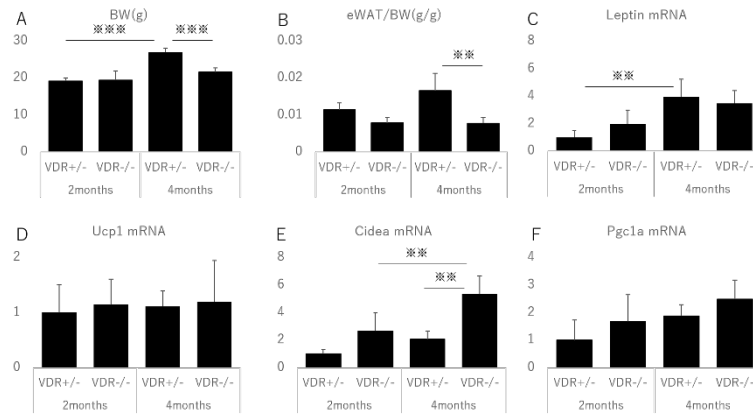 A
BW(g)
※※※ ※※※
30
20
10
0
VDR+/- VDR-/- VDR+/- VDR-/-
2months 4months
B
eWAT/BW(g/g)
※※
0.03
0.02
0.01
0
VDR+/- VDR-/- VDR+/- VDR-/-
2months 4months
C
Leptin mRNA
※※
8
6
4
2
0
VDR+/- VDR-/- VDR+/- VDR-/-
2months 4months
D
Ucp1 mRNA
2
1
0
VDR+/- VDR-/- VDR+/- VDR-/-
2months 4months
E
Cidea mRNA
※※
※※
8
6
4
2
0
VDR+/- VDR-/- VDR+/- VDR-/-
2months 4months
F
Pgc1a mRNA
4
3
2
1
0
VDR+/- VDR-/- VDR+/- VDR-/-
2months 4months